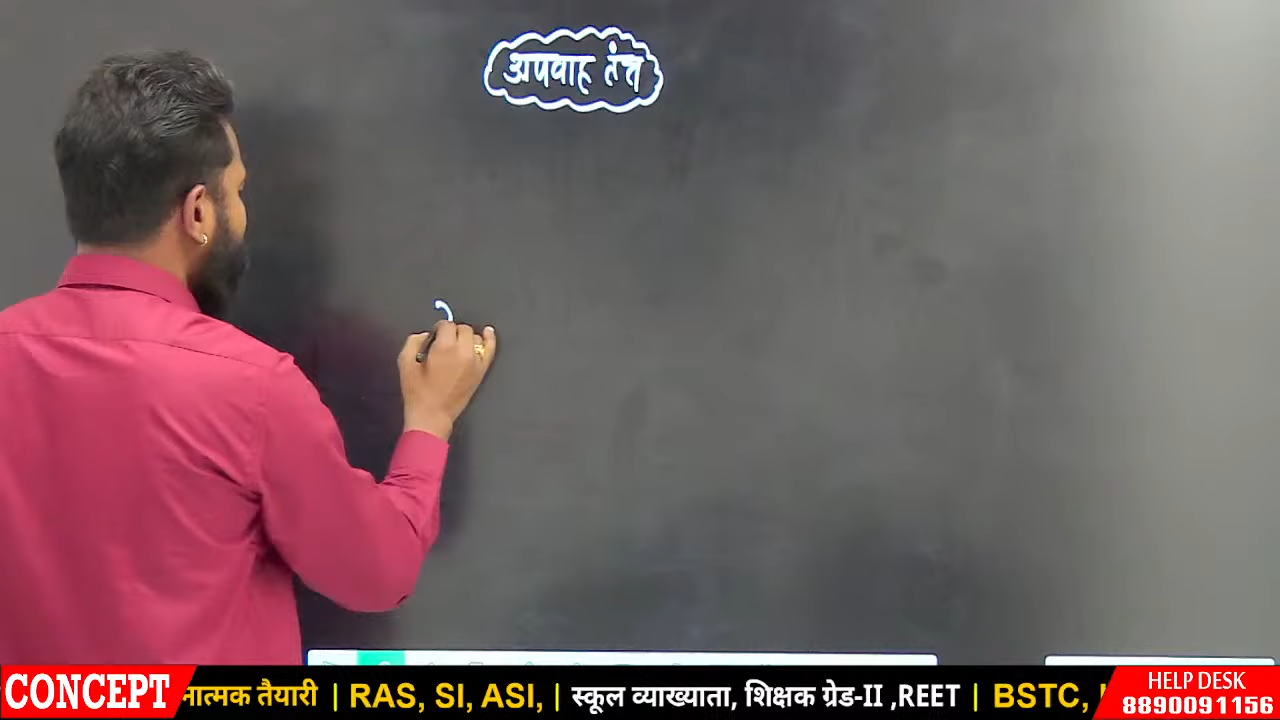 अपवाह तंत्र
CONCEPT
नात्मक तैयारी | RAS, SI, ASI, | स्कूल व्याख्याता, शिक्षक ग्रेड-II ,REET | BSTC,
HELP DESK
8890091156